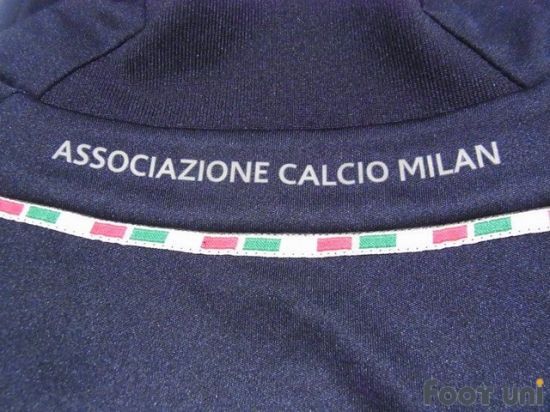 ASSOCIAZIONE CALCIO MILAN
foot uni